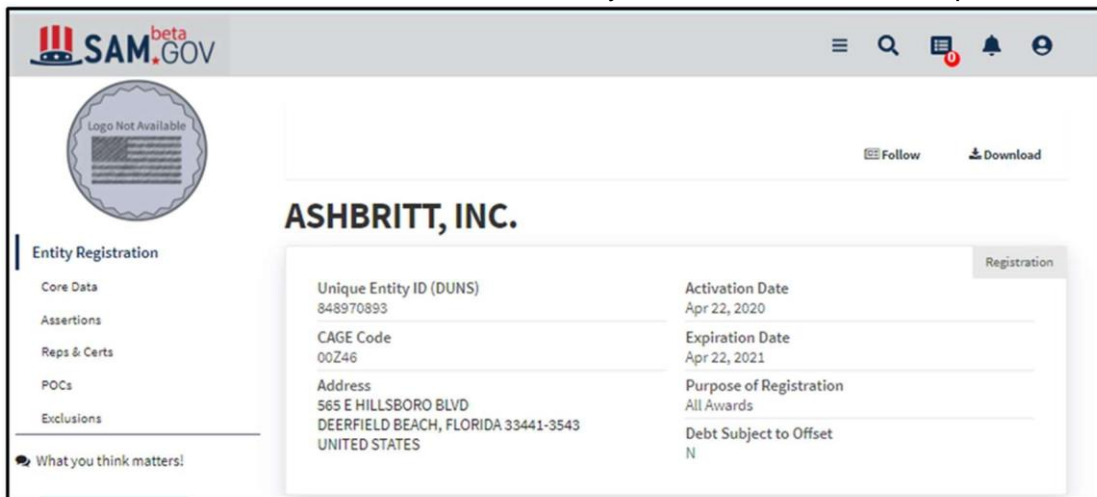 SAM.GOV
beta
0
Logo Not Available
Follow
Download
ASHBRITT, INC.
Entity Registration
Core Data
Assertions
Reps & Certs
POCs
Exclusions
What you think matters!
Registration
Unique Entity ID (DUNS)
848970893
CAGE Code
00Z46
Address
565 E HILLSBORO BLVD
DEERFIELD BEACH, FLORIDA 33441-3543
UNITED STATES
Activation Date
Apr 22, 2020
Expiration Date
Apr 22, 2021
Purpose of Registration
All Awards
Debt Subject to Offset
N